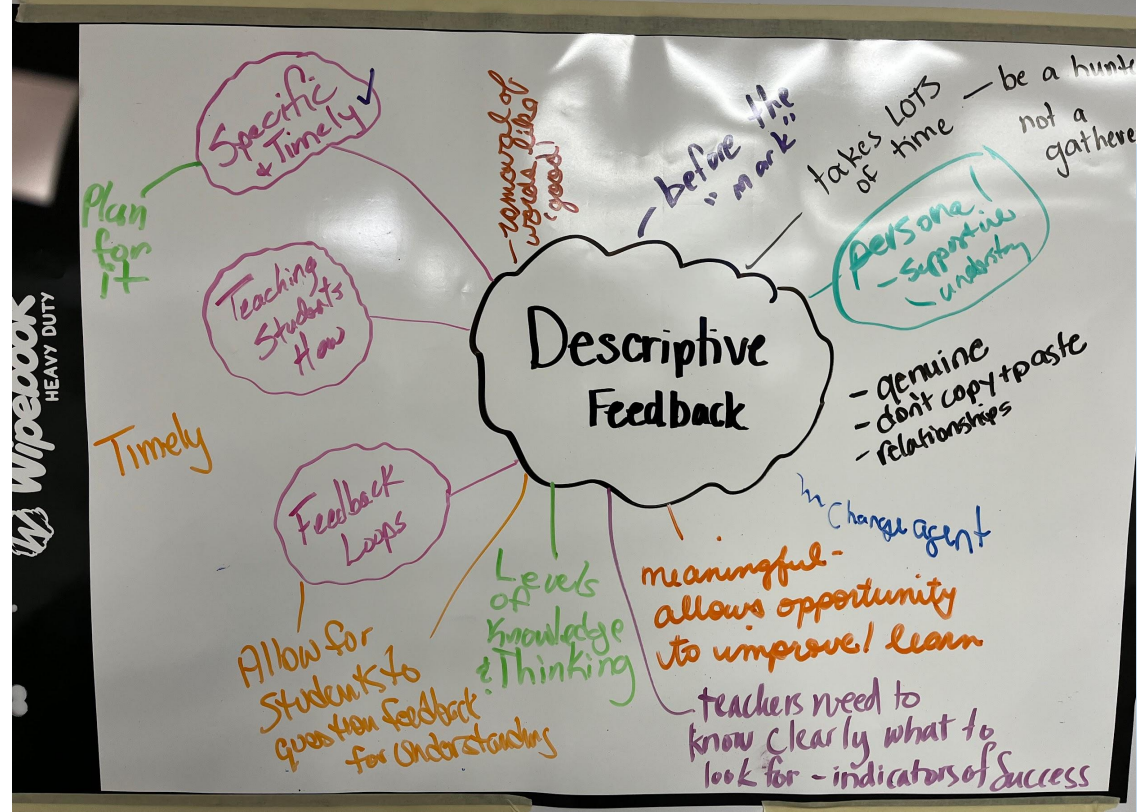 Specific
& Timely ✓
Plan
for
it
- removal of
words like
"good"
- before the
"mark"
takes LOTS
of time
- be a hunte
not a
gathere
personal
- supportive
- understdg
Teaching
Students
How
Descriptive
Feedback
- genuine
- don't copy + paste
- relationships
Timely
Feedback
Loops
Change agent
Allow for
Students to
question feedback
for Understanding
Levels
of
Knowledge
& Thinking
meaningful -
allows opportunity
to improve/ learn
teachers need to
know clearly what to
look for - indicators of Success
Wipebook
HEAVY DUTY